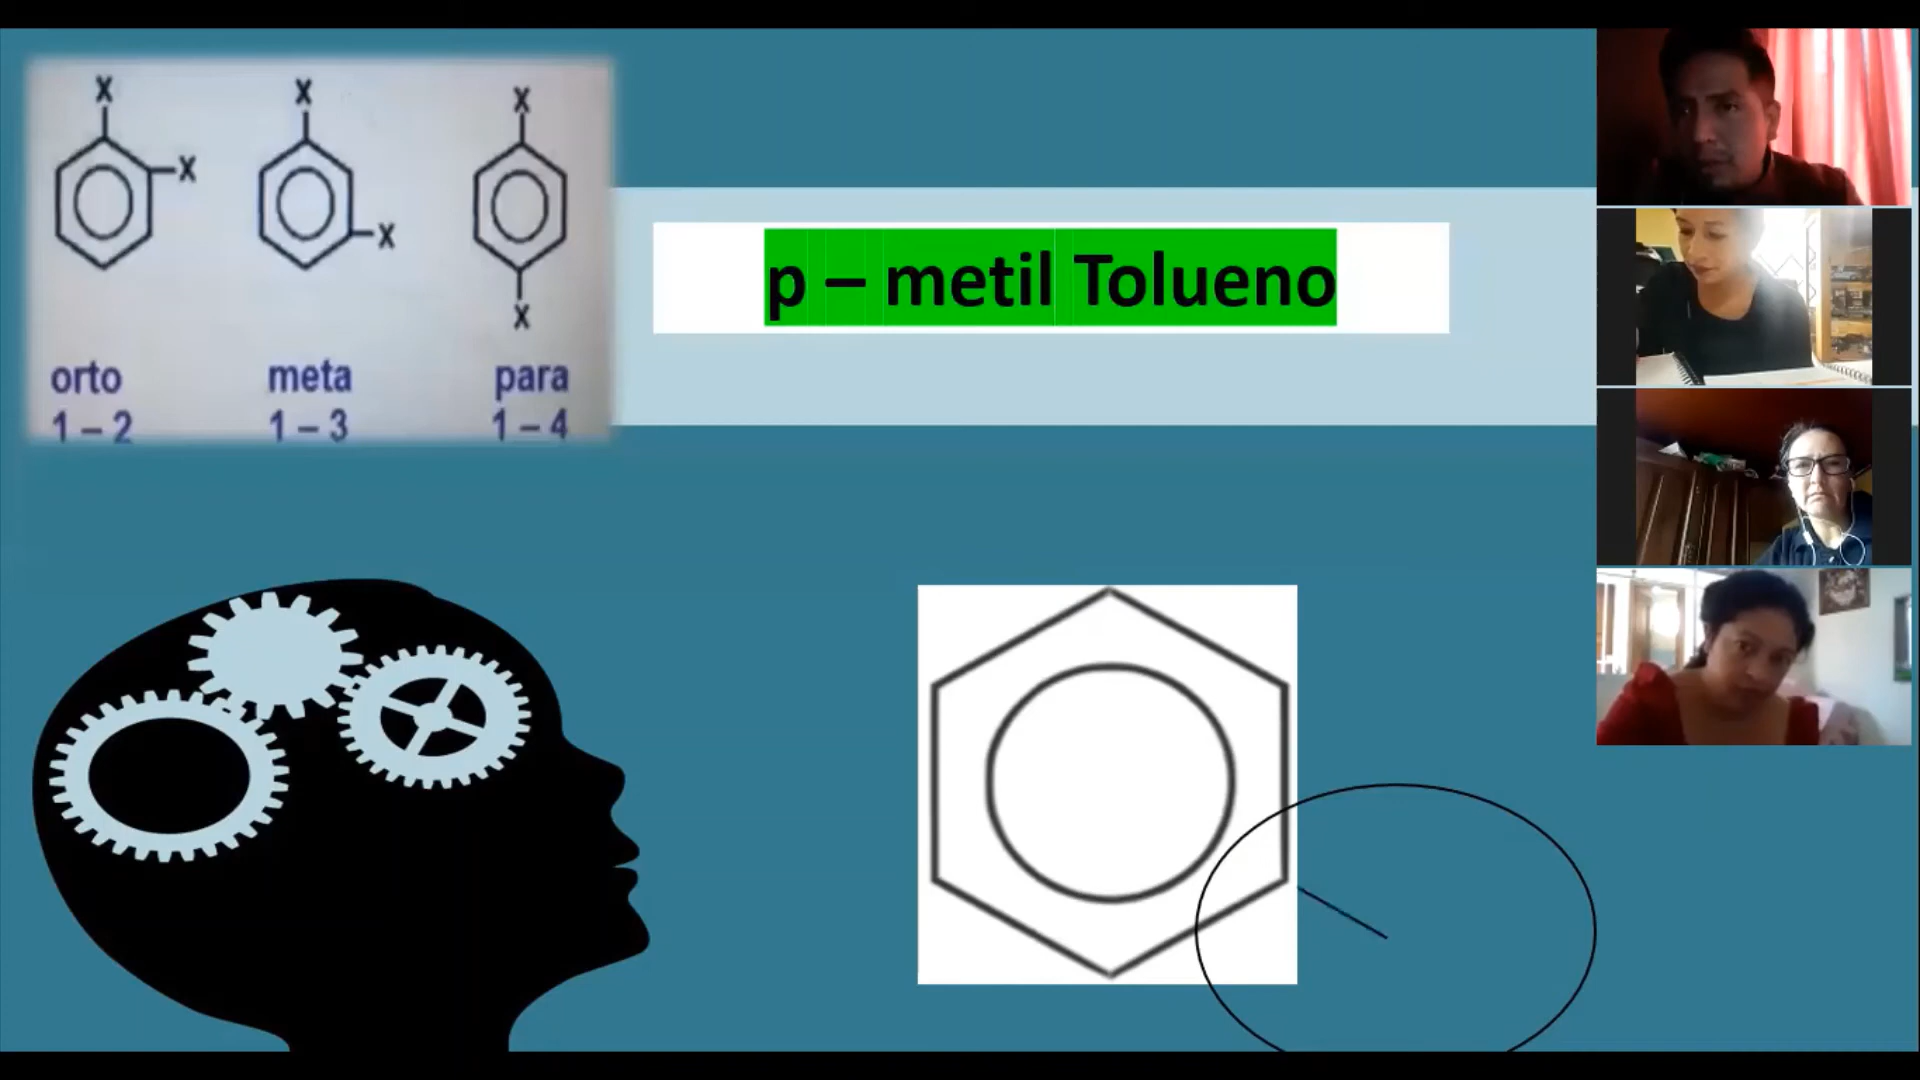 X X X
X
X
X
orto meta para
1 – 2 1 – 3 1 – 4
p – metil Tolueno